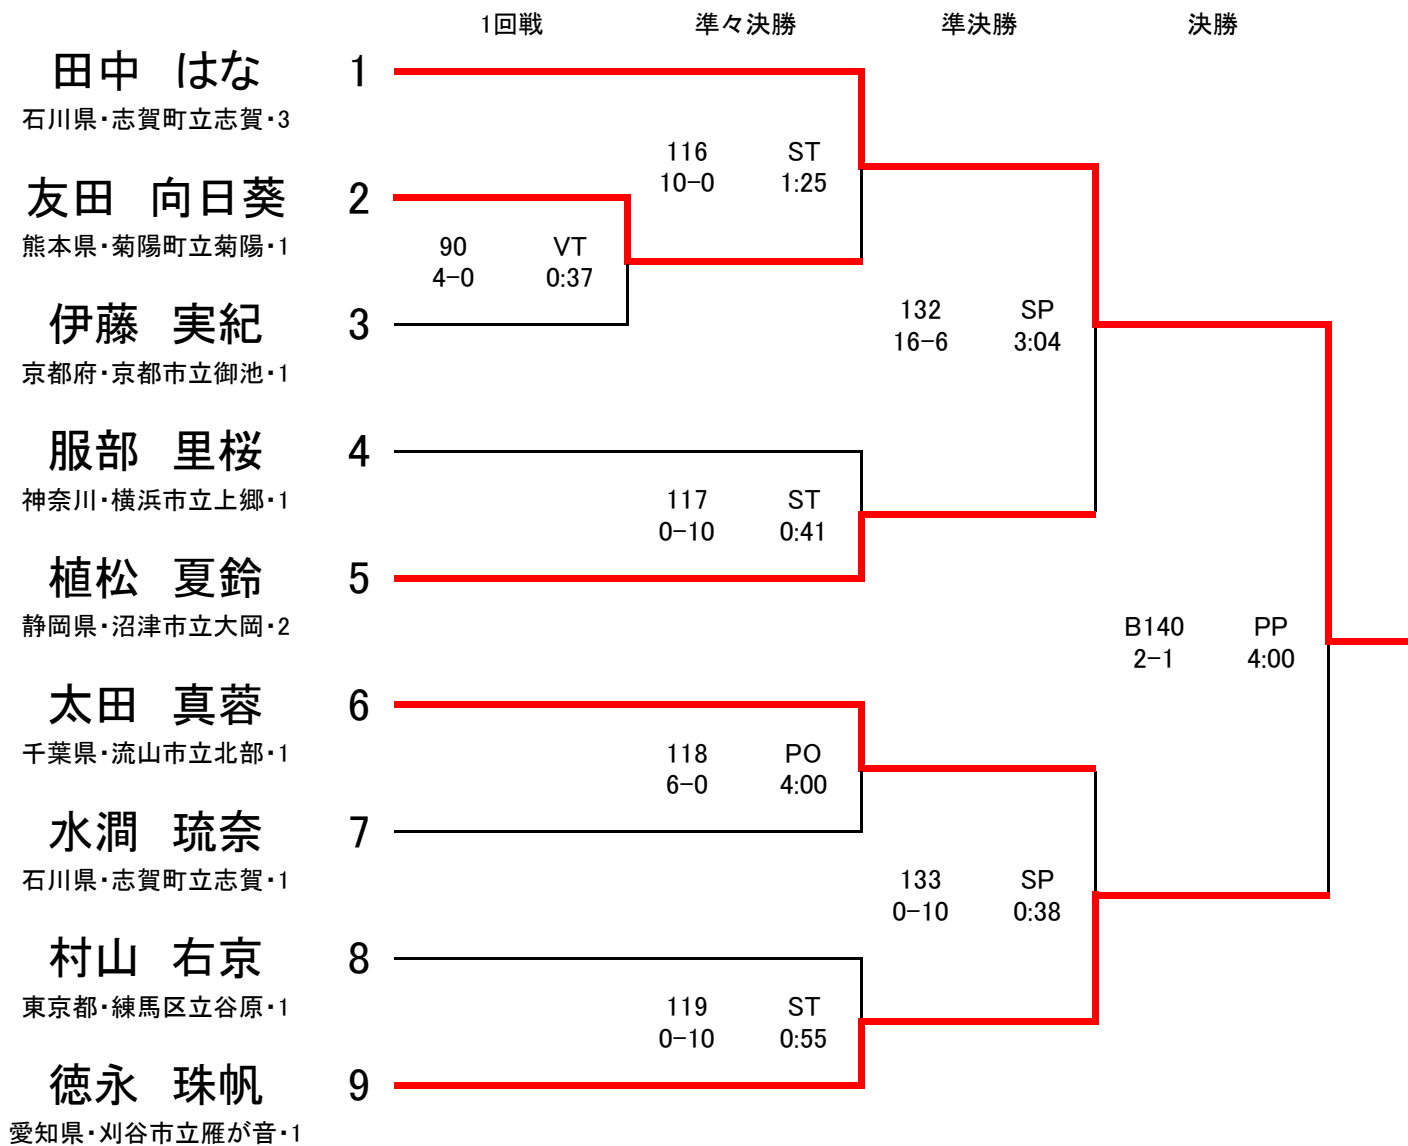 1回戦 準々決勝 準決勝 決勝
田中 はな 1
石川県・志賀町立志賀・3
116 ST
10-0 1:25
友田 向日葵 2
熊本県・菊陽町立菊陽・1
90 VT
4-0 0:37
伊藤 実紀 3
京都府・京都市立御池・1
132 SP
16-6 3:04
服部 里桜 4
神奈川・横浜市立上郷・1
117 ST
0-10 0:41
植松 夏鈴 5
静岡県・沼津市立大岡・2
B140 PP
2-1 4:00
太田 真蓉 6
千葉県・流山市立北部・1
118 PO
6-0 4:00
水澗 琉奈 7
石川県・志賀町立志賀・1
133 SP
0-10 0:38
村山 右京 8
東京都・練馬区立谷原・1
119 ST
0-10 0:55
徳永 珠帆 9
愛知県・刈谷市立雁が音・1